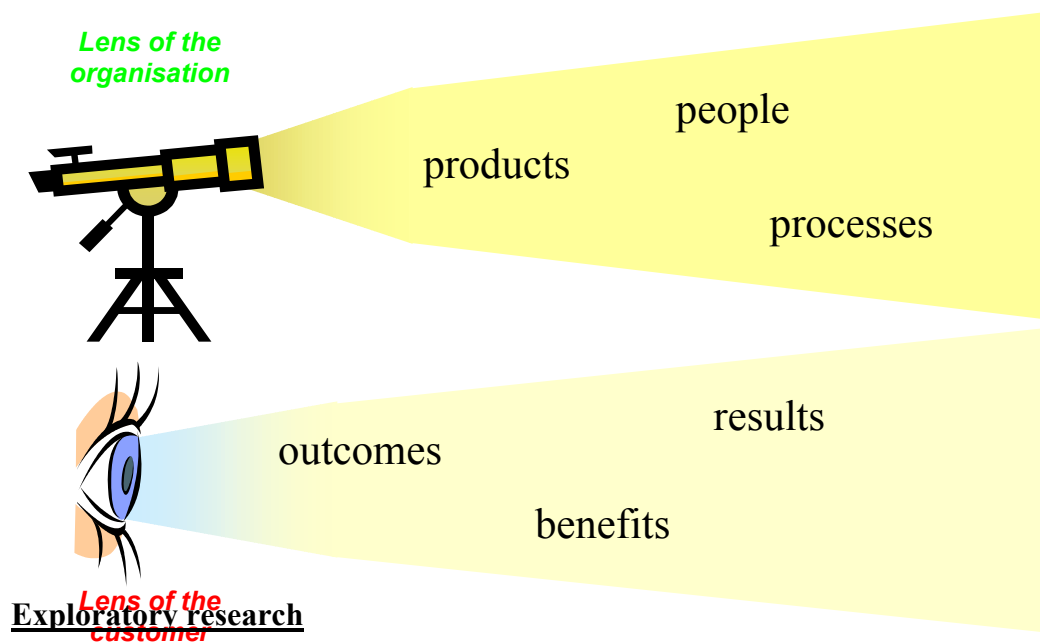 Lens of the
organisation
people
products
processes
results
outcomes
benefits
Lens of the
customer
Exploratory research